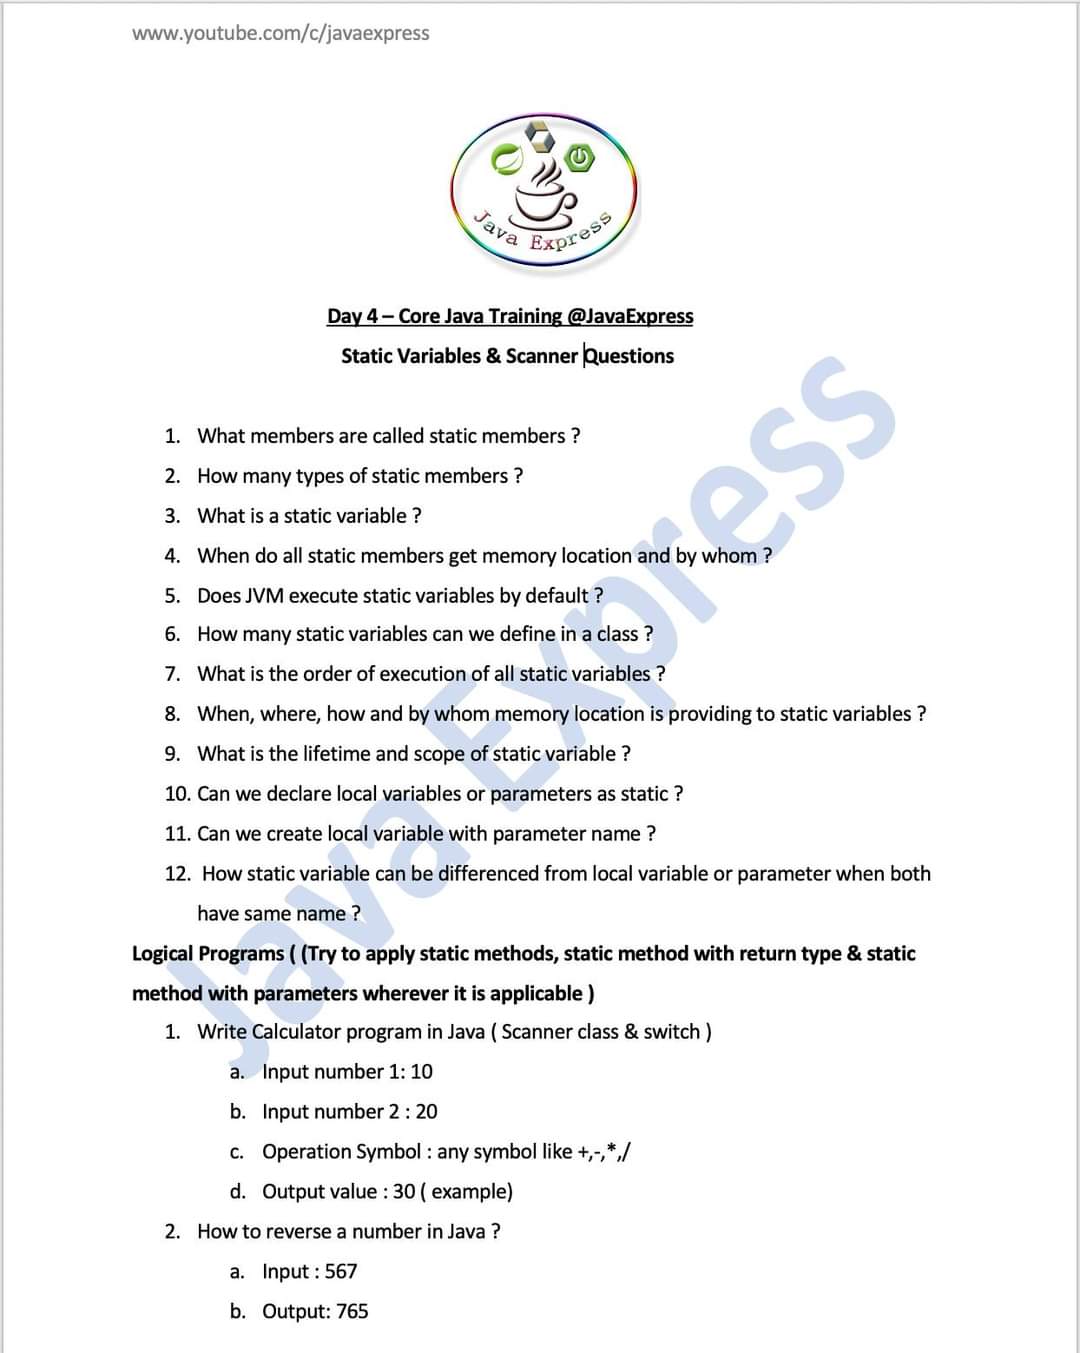 www.youtube.com/c/javaexpress
Java Express
Day 4 – Core Java Training @JavaExpress
Static Variables & Scanner Questions
1. What members are called static members ?
2. How many types of static members ?
3. What is a static variable ?
4. When do all static members get memory location and by whom ?
5. Does JVM execute static variables by default ?
6. How many static variables can we define in a class ?
7. What is the order of execution of all static variables ?
8. When, where, how and by whom memory location is providing to static variables ?
9. What is the lifetime and scope of static variable ?
10. Can we declare local variables or parameters as static ?
11. Can we create local variable with parameter name ?
12. How static variable can be differenced from local variable or parameter when both
have same name ?
Logical Programs ( (Try to apply static methods, static method with return type & static
method with parameters wherever it is applicable )
1. Write Calculator program in Java ( Scanner class & switch )
a. Input number 1: 10
b. Input number 2 : 20
c. Operation Symbol : any symbol like +,-,*,/
d. Output value : 30 ( example)
2. How to reverse a number in Java ?
a. Input : 567
b. Output: 765
Java Express